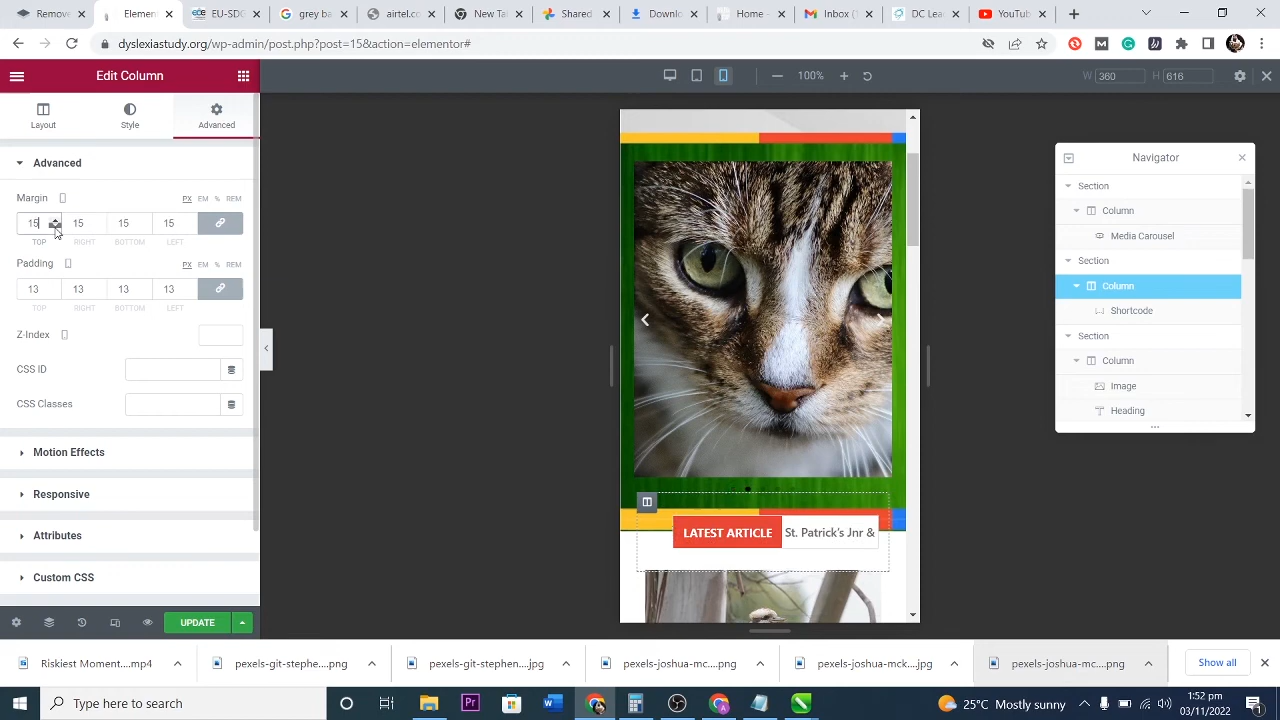 Edit
EU-SD
grey ba
airtel.co
New Tal
Shared
Downlo
Home -
Inbox (
DC Lea
YouTub
dyslexiastudy.org/wp-admin/post.php?post=15&action=elementor#
Edit Column
100%
W 360 H 616
Layout
Style
Advanced
Advanced
Margin
PX EM % REM
15 15 15 15
TOP RIGHT BOTTOM LEFT
Padding
PX EM % REM
13 13 13 13
TOP RIGHT BOTTOM LEFT
Z-Index
CSS ID
CSS Classes
Motion Effects
Responsive
Attributes
Custom CSS
UPDATE
LATEST ARTICLE St. Patrick's Jnr &
Navigator
Section
Column
Media Carousel
Section
Column
Shortcode
Section
Column
Image
Heading
Riskiest Moment....mp4
pexels-git-stephe....png
pexels-git-stephen....jpg
pexels-joshua-mc....png
pexels-joshua-mck....jpg
pexels-joshua-mc....png
Show all
Type here to search
25°C Mostly sunny
1:52 pm
03/11/2022